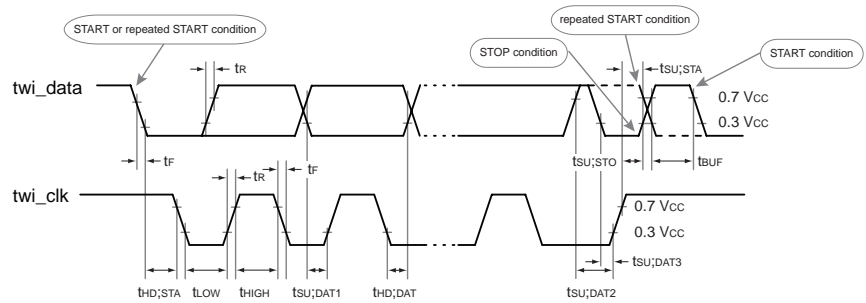 START or repeated START condition
repeated START condition
STOP condition
START condition
tSU;STA
tR
twi_data
0.7 VCC
0.3 VCC
tF
tSU;STO
tBUF
tR
tF
twi_clk
0.7 VCC
0.3 VCC
tSU;DAT3
tHD;STA
tLOW
tHIGH
tSU;DAT1
tHD;DAT
tSU;DAT2